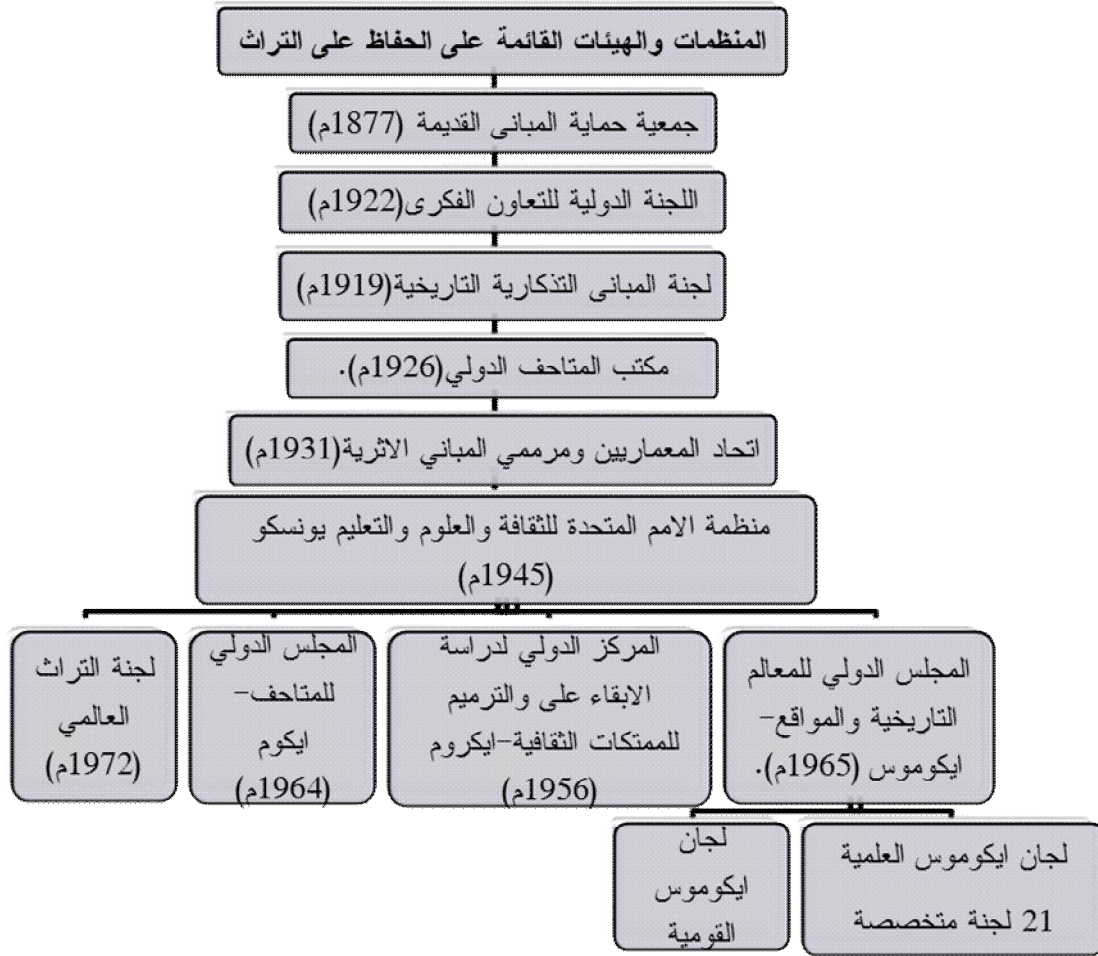 المنظمات والهيئات القائمة على الحفاظ على التراث
جمعية حماية المبانى القديمة (1877م)
اللجنة الدولية للتعاون الفكرى(1922م)
لجنة المبانى التذكارية التاريخية(1919م)
مكتب المتاحف الدولي(1926م).
اتحاد المعماريين ومرممي المباني الاثرية(1931م)
منظمة الامم المتحدة للثقافة والعلوم والتعليم يونسكو
(1945م)
المجلس الدولي للمعالم
التاريخية والمواقع-
ايكوموس (1965م).
المركز الدولي لدراسة
الابقاء على والترميم
للممتكات الثقافية-ايكروم
(1956م)
المجلس الدولي
للمتاحف-
ايكوم
(1964م)
لجنة التراث
العالمي
(1972م)
لجان ايكوموس العلمية
21 لجنة متخصصة
لجان
ايكوموس
القومية